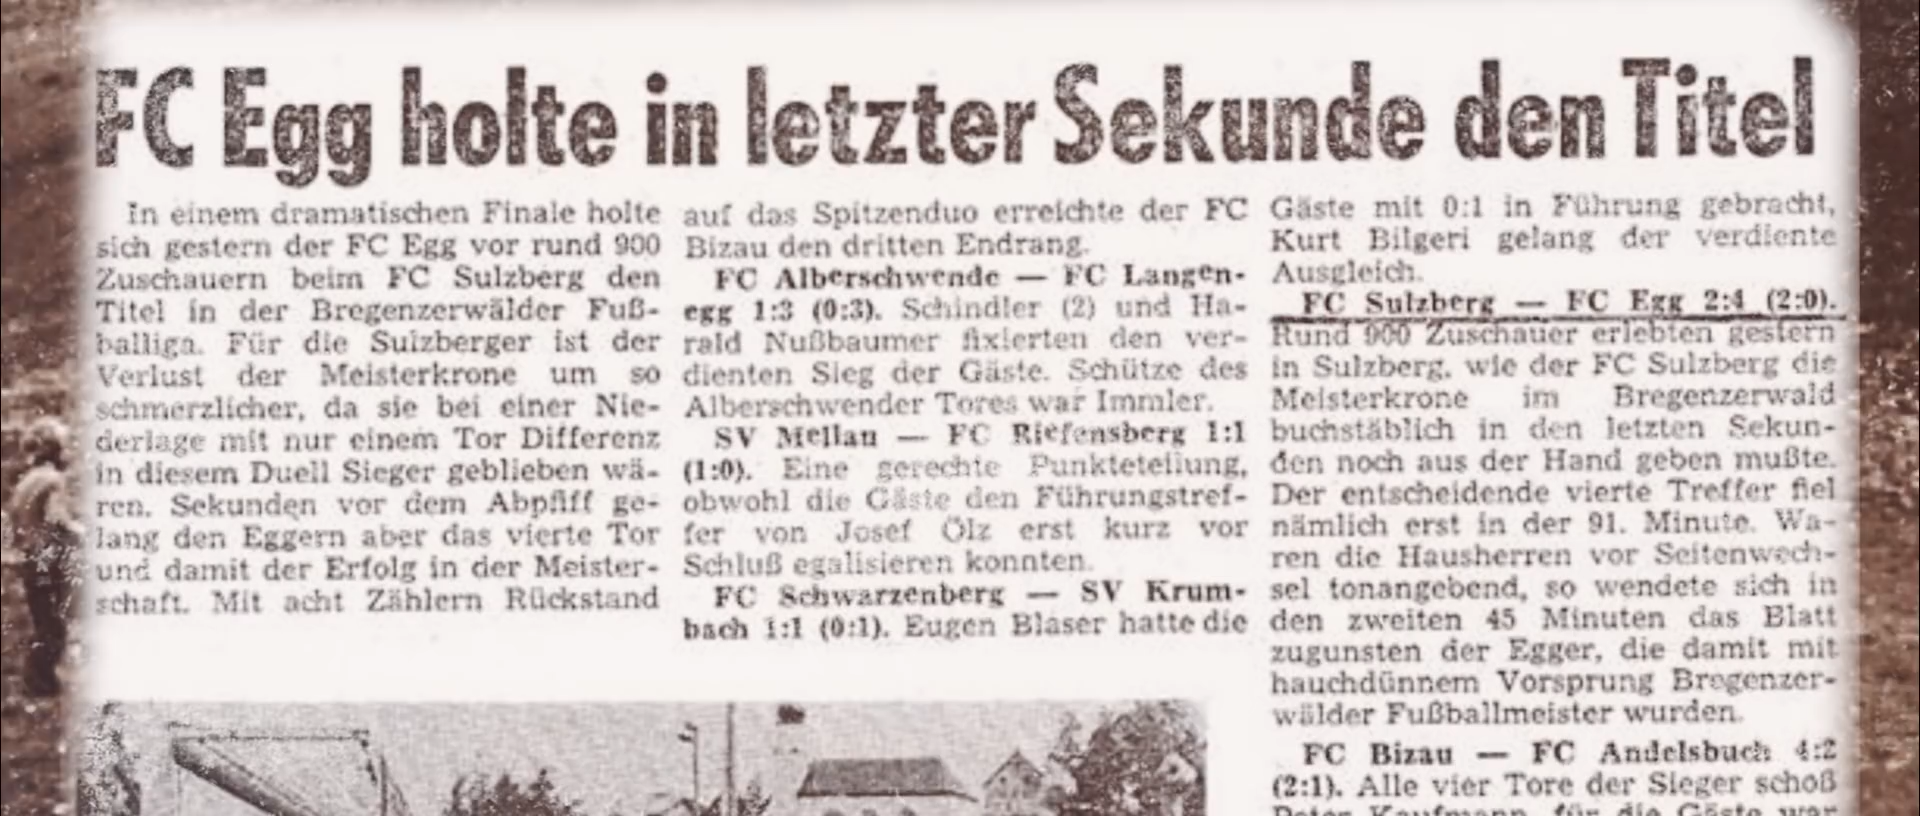 FC Egg holte in letzter Sekunde den Titel
In einem dramatischen Finale holte
sich gestern der FC Egg vor rund 900
Zuschauern beim FC Sulzberg den
Titel in der Bregenzerwälder Fuß-
balliga. Für die Sulzberger ist der
Verlust der Meisterkrone um so
schmerzlicher, da sie bei einer Nie-
derlage mit nur einem Tor Differenz
in diesem Duell Sieger geblieben wä-
ren. Sekunden vor dem Abpfiff ge-
lang den Eggern aber das vierte Tor
und damit der Erfolg in der Meister-
schaft. Mit acht Zählern Rückstand
auf das Spitzenduo erreichte der FC
Bizau den dritten Endrang.
FC Alberschwende — FC Langen-
egg 1:3 (0:3). Schindler (2) und Ha-
rald Nußbaumer fixierten den ver-
dienten Sieg der Gäste. Schütze des
Alberschwender Tores war Immler.
SV Mellau — FC Riefensberg 1:1
(1:0). Eine gerechte Punkteteilung,
obwohl die Gäste den Führungstref-
fer von Josef Ölz erst kurz vor
Schluß egalisieren konnten.
FC Schwarzenberg — SV Krum-
bach 1:1 (0:1). Eugen Blaser hatte die
Gäste mit 0:1 in Führung gebracht,
Kurt Bilgeri gelang der verdiente
Ausgleich.
FC Sulzberg — FC Egg 2:4 (2:0).
Rund 900 Zuschauer erlebten gestern
in Sulzberg, wie der FC Sulzberg die
Meisterkrone im Bregenzerwald
buchstäblich in den letzten Sekun-
den noch aus der Hand geben mußte.
Der entscheidende vierte Treffer fiel
nämlich erst in der 91. Minute. Wa-
ren die Hausherren vor Seitenwech-
sel tonangebend, so wendete sich in
den zweiten 45 Minuten das Blatt
zugunsten der Egger, die damit mit
hauchdünnem Vorsprung Bregenzer-
wälder Fußballmeister wurden.
FC Bizau — FC Andelsbuch 4:2
(2:1). Alle vier Tore der Sieger schoß
Peter Kaufmann, für die Gäste war